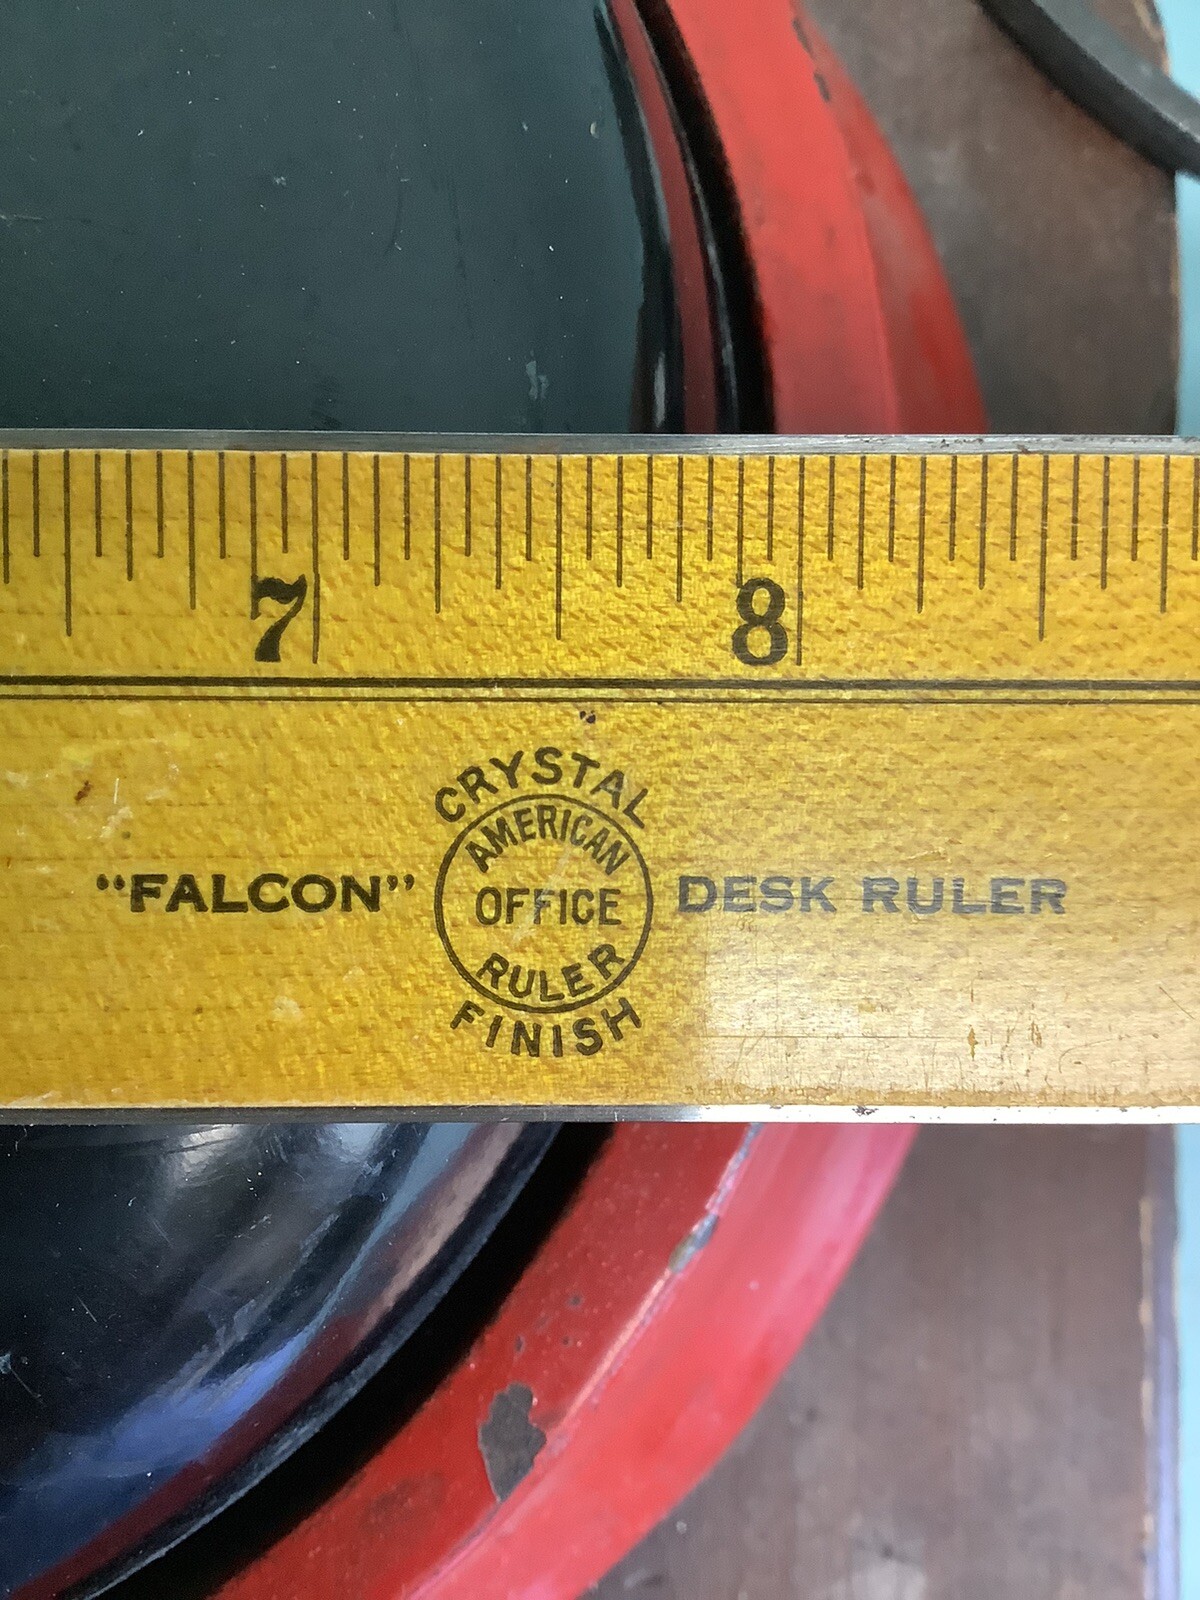 7 8
CRYSTAL
AMERICAN
"FALCON" OFFICE DESK RULER
RULER
FINISH